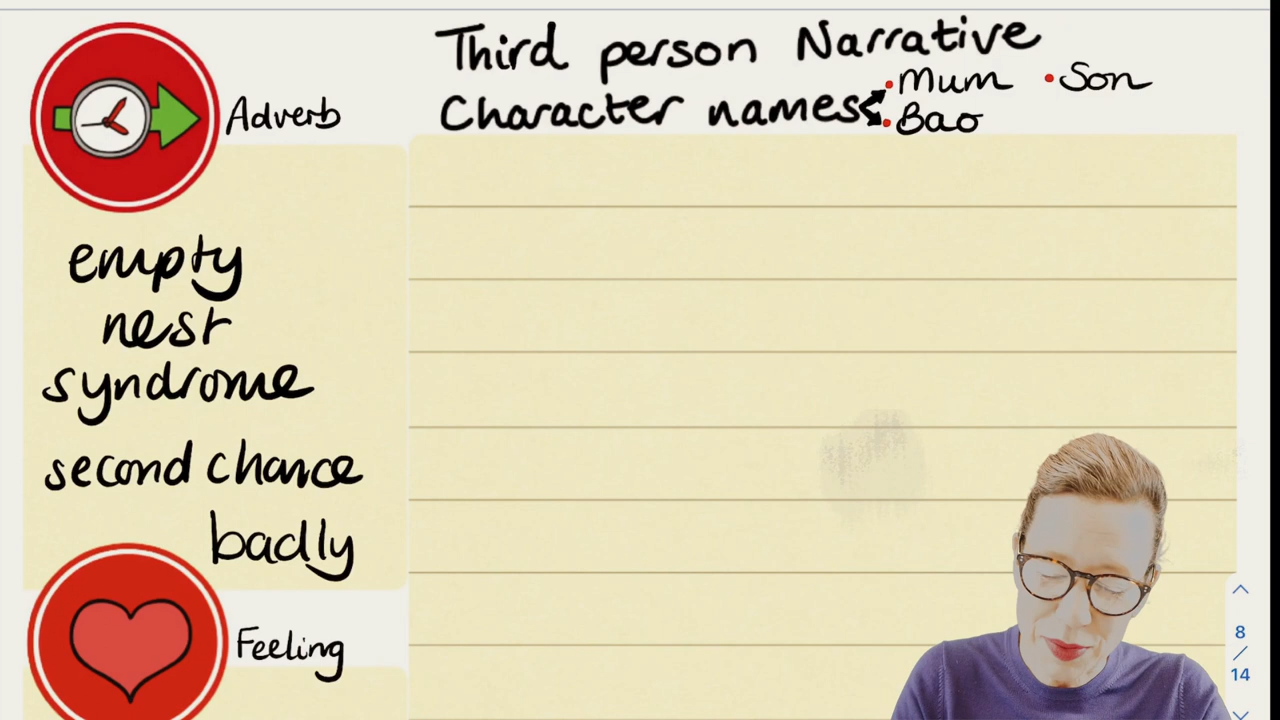 Third person Narrative
Character names
• Mum • Son
• Bao
Adverb
empty
nest
syndrome
second chance
badly
Feeling
8
/
14